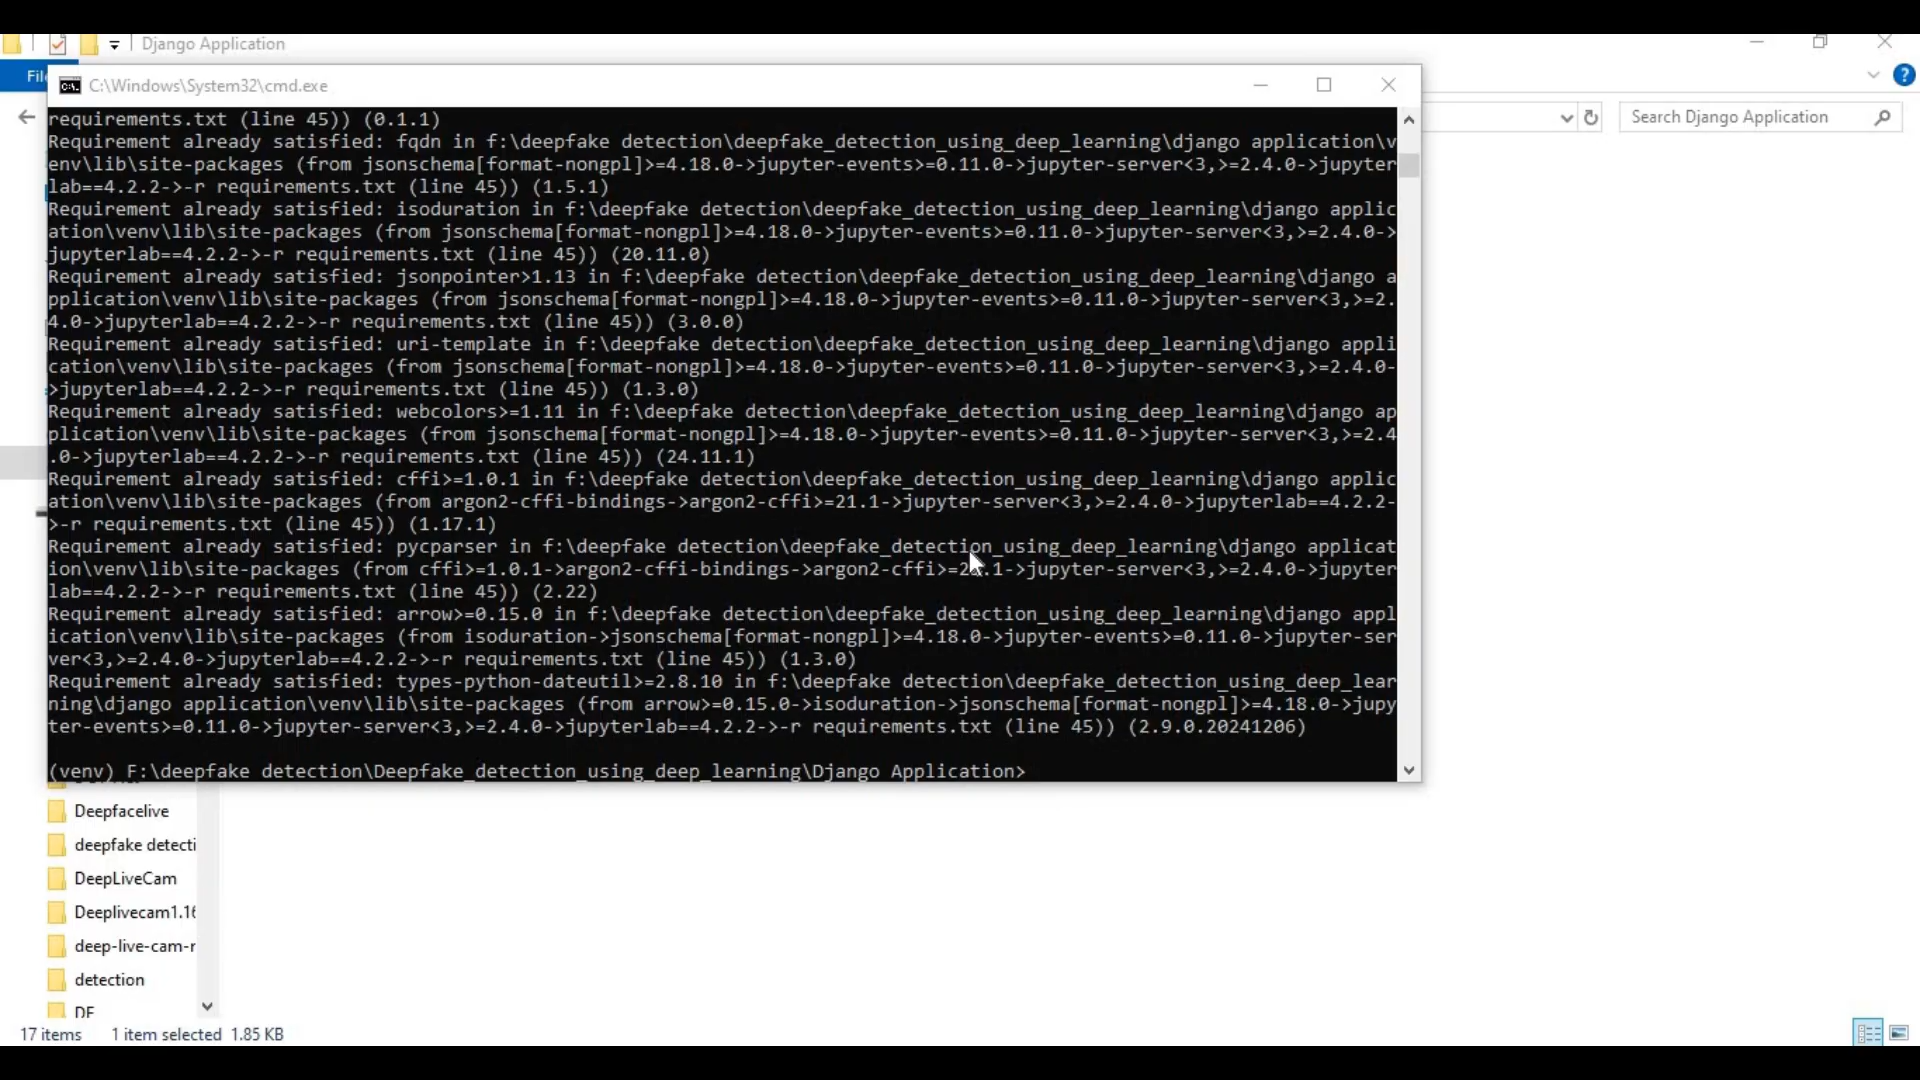 Django Application
File
C:\Windows\System32\cmd.exe
Search Django Application
requirements.txt (line 45)) (0.1.1)
Requirement already satisfied: fqdn in f:\deepfake detection\deepfake_detection_using_deep_learning\django application\v
env\lib\site-packages (from jsonschema[format-nongpl]>=4.18.0->jupyter-events>=0.11.0->jupyter-server<3,>=2.4.0->jupyter
lab==4.2.2->-r requirements.txt (line 45)) (1.5.1)
Requirement already satisfied: isoduration in f:\deepfake detection\deepfake_detection_using_deep_learning\django applic
ation\venv\lib\site-packages (from jsonschema[format-nongpl]>=4.18.0->jupyter-events>=0.11.0->jupyter-server<3,>=2.4.0->
jupyterlab==4.2.2->-r requirements.txt (line 45)) (20.11.0)
Requirement already satisfied: jsonpointer>1.13 in f:\deepfake detection\deepfake_detection_using_deep_learning\django a
pplication\venv\lib\site-packages (from jsonschema[format-nongpl]>=4.18.0->jupyter-events>=0.11.0->jupyter-server<3,>=2.
4.0->jupyterlab==4.2.2->-r requirements.txt (line 45)) (3.0.0)
Requirement already satisfied: uri-template in f:\deepfake detection\deepfake_detection_using_deep_learning\django appli
cation\venv\lib\site-packages (from jsonschema[format-nongpl]>=4.18.0->jupyter-events>=0.11.0->jupyter-server<3,>=2.4.0-
>jupyterlab==4.2.2->-r requirements.txt (line 45)) (1.3.0)
Requirement already satisfied: webcolors>=1.11 in f:\deepfake detection\deepfake_detection_using_deep_learning\django ap
plication\venv\lib\site-packages (from jsonschema[format-nongpl]>=4.18.0->jupyter-events>=0.11.0->jupyter-server<3,>=2.4
.0->jupyterlab==4.2.2->-r requirements.txt (line 45)) (24.11.1)
Requirement already satisfied: cffi>=1.0.1 in f:\deepfake detection\deepfake_detection_using_deep_learning\django applic
ation\venv\lib\site-packages (from argon2-cffi-bindings->argon2-cffi>=21.1->jupyter-server<3,>=2.4.0->jupyterlab==4.2.2-
>-r requirements.txt (line 45)) (1.17.1)
Requirement already satisfied: pycparser in f:\deepfake detection\deepfake_detection_using_deep_learning\django applicat
ion\venv\lib\site-packages (from cffi>=1.0.1->argon2-cffi-bindings->argon2-cffi>=21.1->jupyter-server<3,>=2.4.0->jupyter
lab==4.2.2->-r requirements.txt (line 45)) (2.22)
Requirement already satisfied: arrow>=0.15.0 in f:\deepfake detection\deepfake_detection_using_deep_learning\django appl
ication\venv\lib\site-packages (from isoduration->jsonschema[format-nongpl]>=4.18.0->jupyter-events>=0.11.0->jupyter-ser
ver<3,>=2.4.0->jupyterlab==4.2.2->-r requirements.txt (line 45)) (1.3.0)
Requirement already satisfied: types-python-dateutil>=2.8.10 in f:\deepfake detection\deepfake_detection_using_deep_lear
ning\django application\venv\lib\site-packages (from arrow>=0.15.0->isoduration->jsonschema[format-nongpl]>=4.18.0->jupy
ter-events>=0.11.0->jupyter-server<3,>=2.4.0->jupyterlab==4.2.2->-r requirements.txt (line 45)) (2.9.0.20241206)
(venv) F:\deepfake detection\Deepfake_detection_using_deep_learning\Django Application>
Deepfacelive
deepfake detecti
DeepLiveCam
Deeplivecam1.16
deep-live-cam-r
detection
DF
17 items 1 item selected 1.85 KB